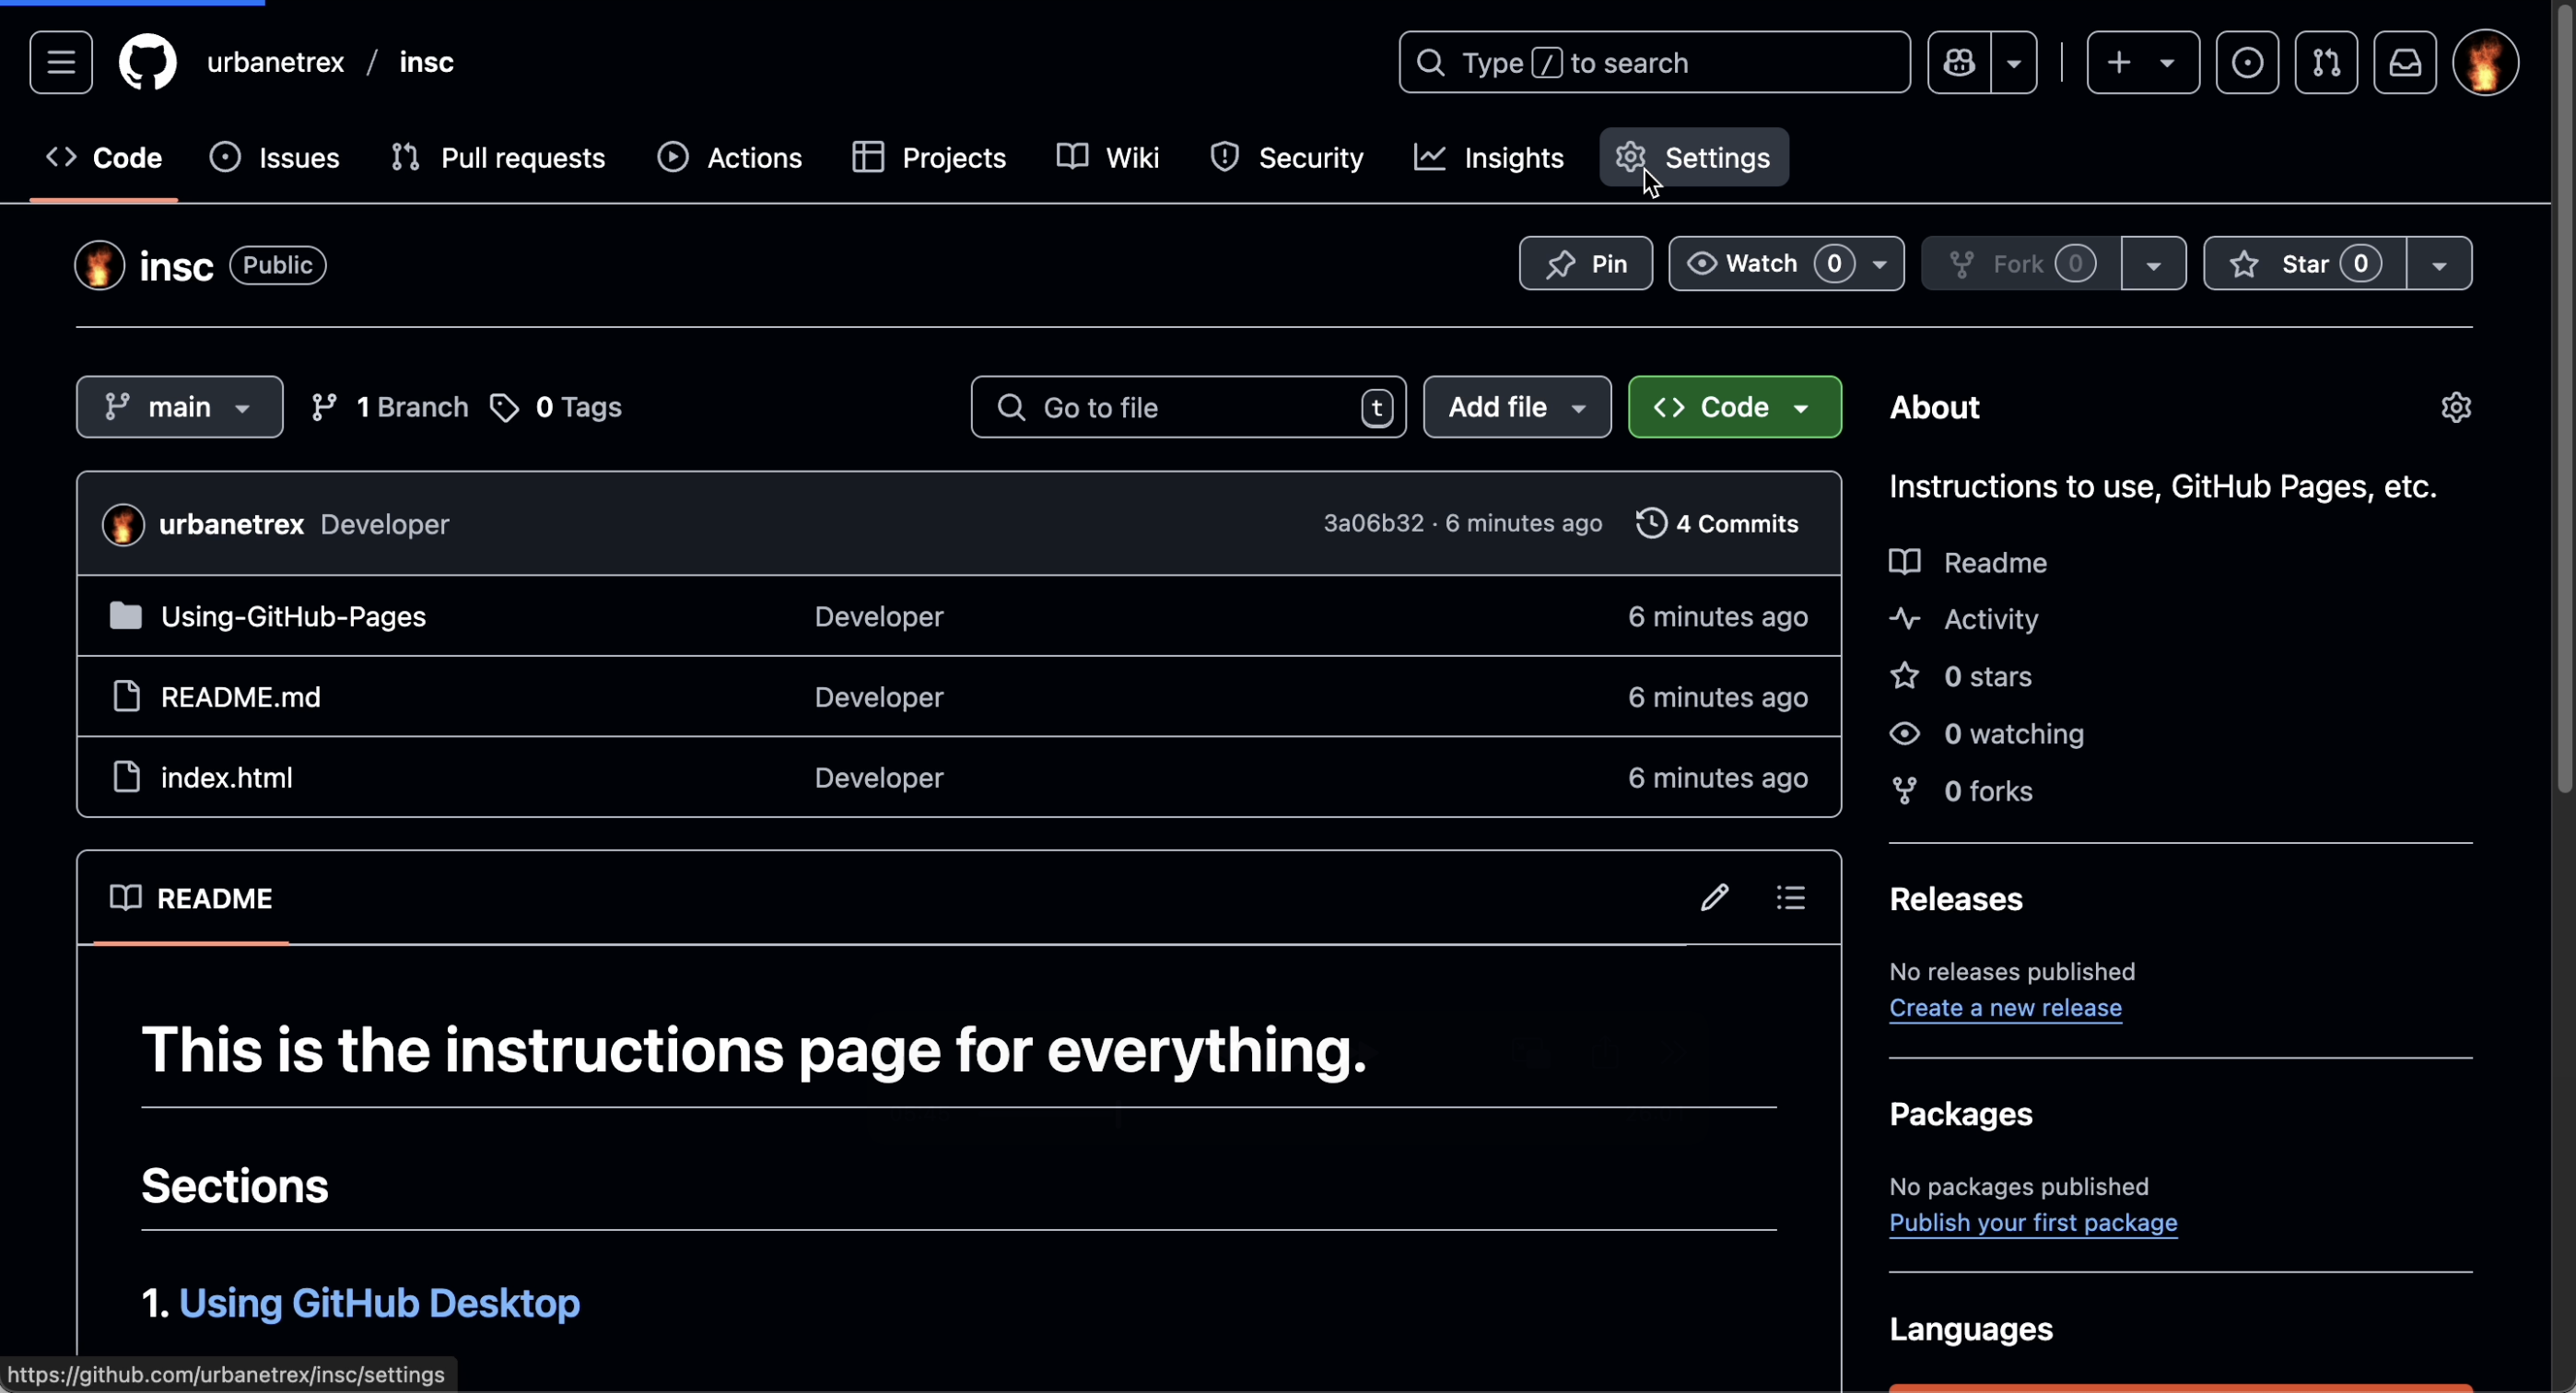 urbanetrex / insc
Type / to search
Code Issues Pull requests Actions Projects Wiki Security Insights Settings
insc Public
Pin Watch 0 Fork 0 Star 0
main 1 Branch 0 Tags Go to file t Add file Code
urbanetrex Developer 3a06b32 · 6 minutes ago 4 Commits
Using-GitHub-Pages Developer 6 minutes ago
README.md Developer 6 minutes ago
index.html Developer 6 minutes ago
README
This is the instructions page for everything.
Sections
1. Using GitHub Desktop
About
Instructions to use, GitHub Pages, etc.
Readme
Activity
0 stars
0 watching
0 forks
Releases
No releases published
Create a new release
Packages
No packages published
Publish your first package
Languages
https://github.com/urbanetrex/insc/settings